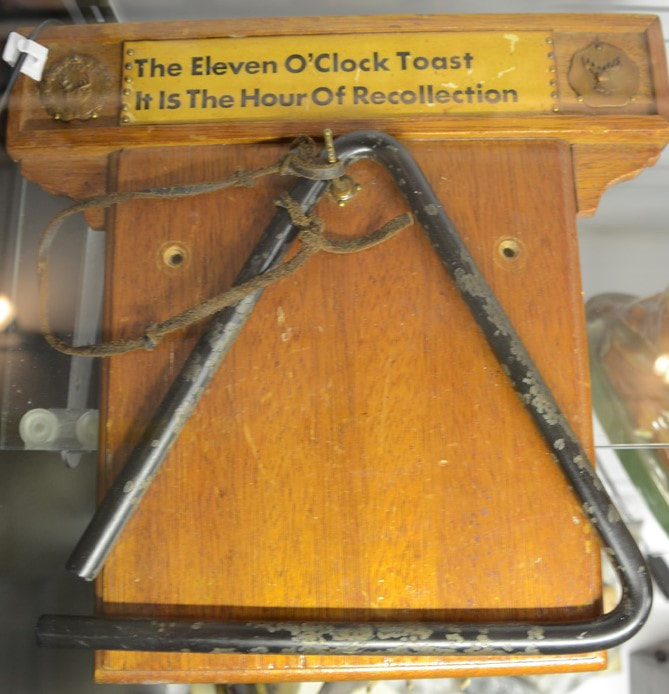 The Eleven O'Clock Toast
It Is The Hour Of Recollection